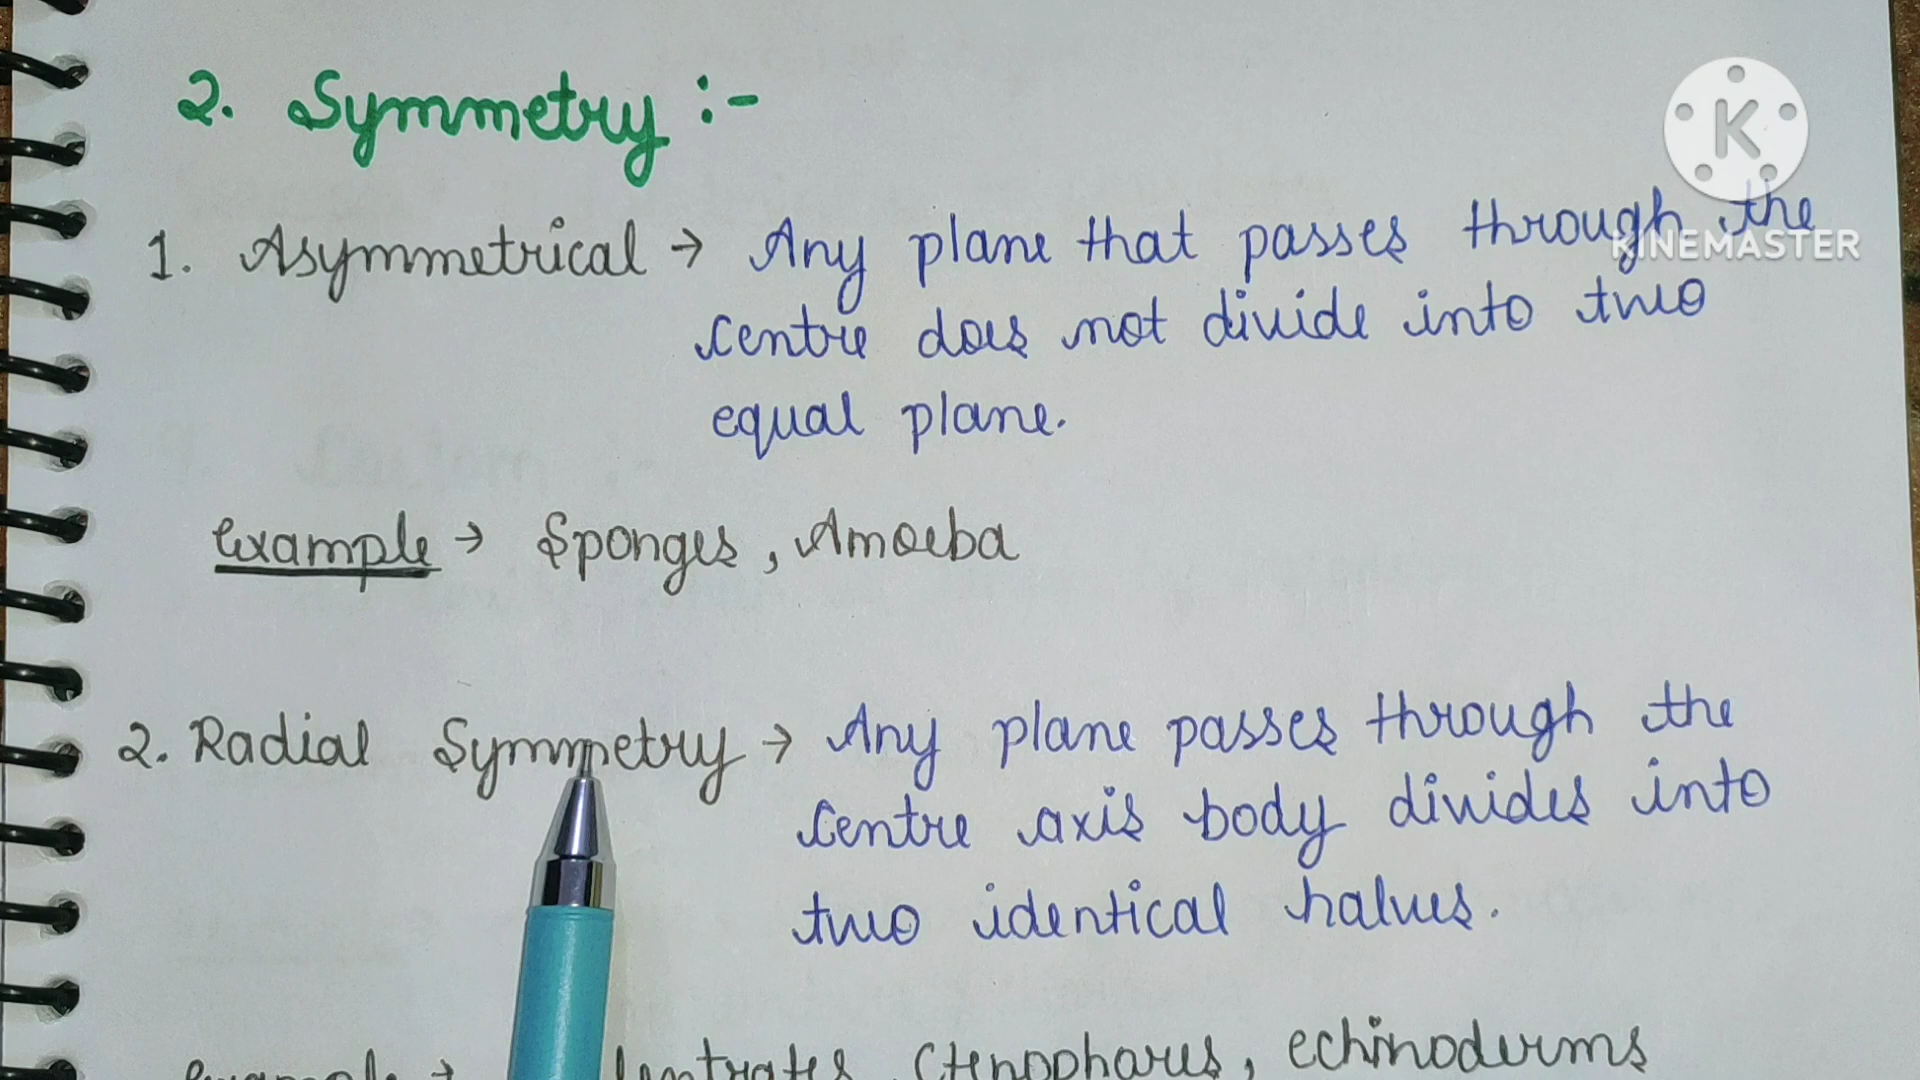 2. Symmetry :-
1. Asymmetrical → Any plane that passes through the
centre does not divide into two
equal plane.
example → Sponges, Amoeba
2. Radial Symmetry → Any plane passes through the
centre axis body divides into
two identical halves.
example → Ctenophores, echinoderms
K
KINEMASTER